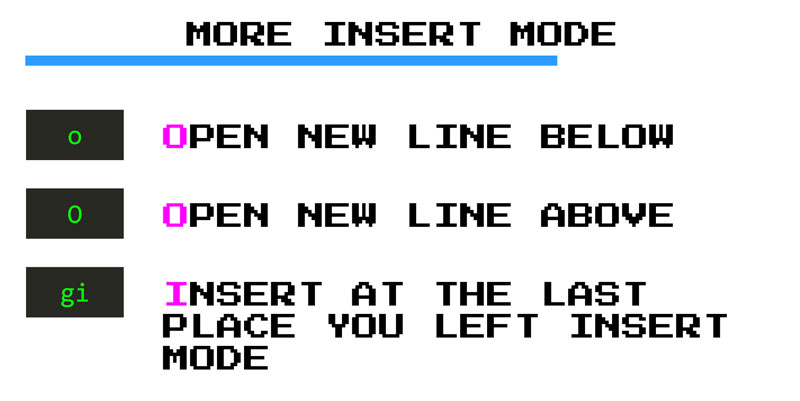 MORE INSERT MODE
o OPEN NEW LINE BELOW
O OPEN NEW LINE ABOVE
gi INSERT AT THE LAST
PLACE YOU LEFT INSERT
MODE